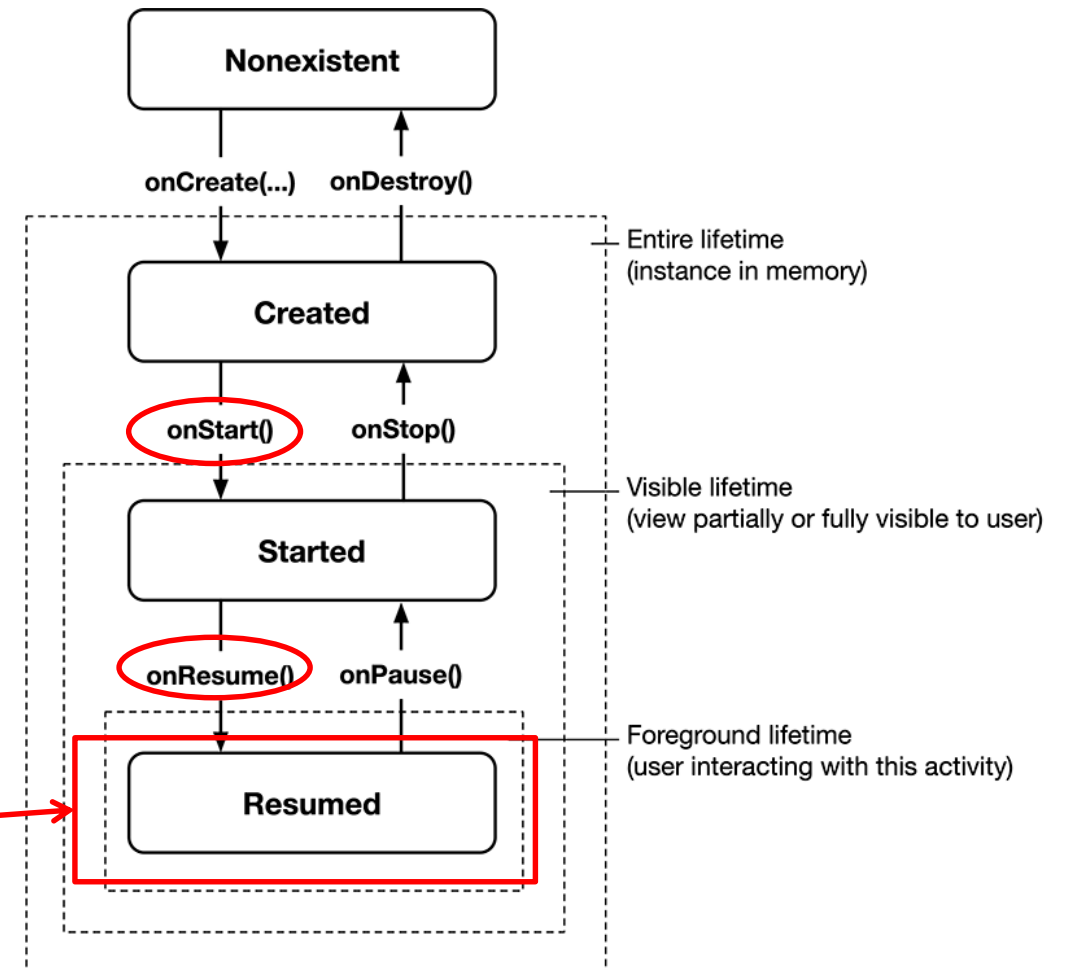 Nonexistent
onCreate(...) onDestroy()
Entire lifetime
(instance in memory)
Created
onStart() onStop()
Visible lifetime
(view partially or fully visible to user)
Started
onResume() onPause()
Foreground lifetime
(user interacting with this activity)
Resumed